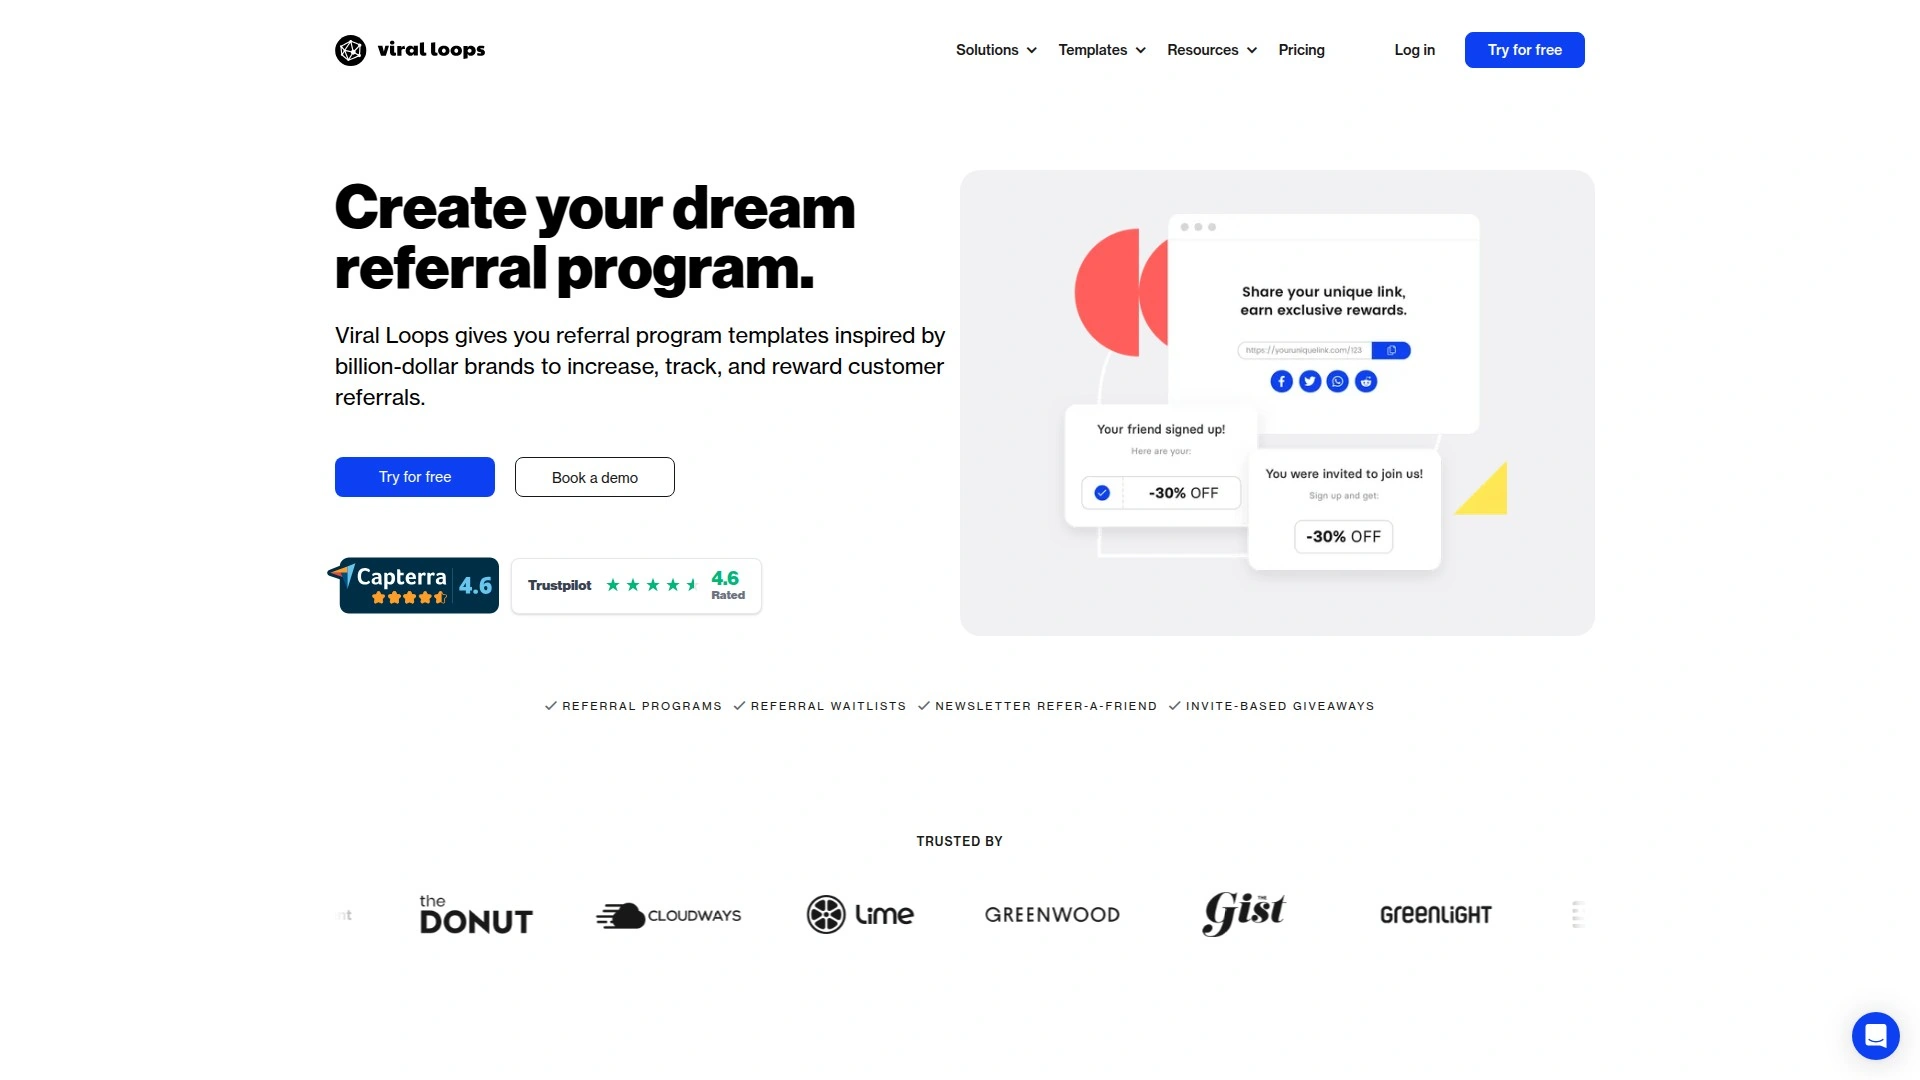 viral loops
Solutions
Templates
Resources
Pricing
Log in
Try for free
Create your dream
referral program.
Viral Loops gives you referral program templates inspired by
billion-dollar brands to increase, track, and reward customer
referrals.
Try for free
Book a demo
Capterra
4.6
Trustpilot
4.6
Rated
Share your unique link,
earn exclusive rewards.
https://youruniquelink.com/123
Your friend signed up!
Here are your:
-30% OFF
You were invited to join us!
Sign up and get:
-30% OFF
REFERRAL PROGRAMS
REFERRAL WAITLISTS
NEWSLETTER REFER-A-FRIEND
INVITE-BASED GIVEAWAYS
TRUSTED BY
nt
the
DONUT
CLOUDWAYS
Lime
GREENWOOD
THE
Gist
GREENLIGHT